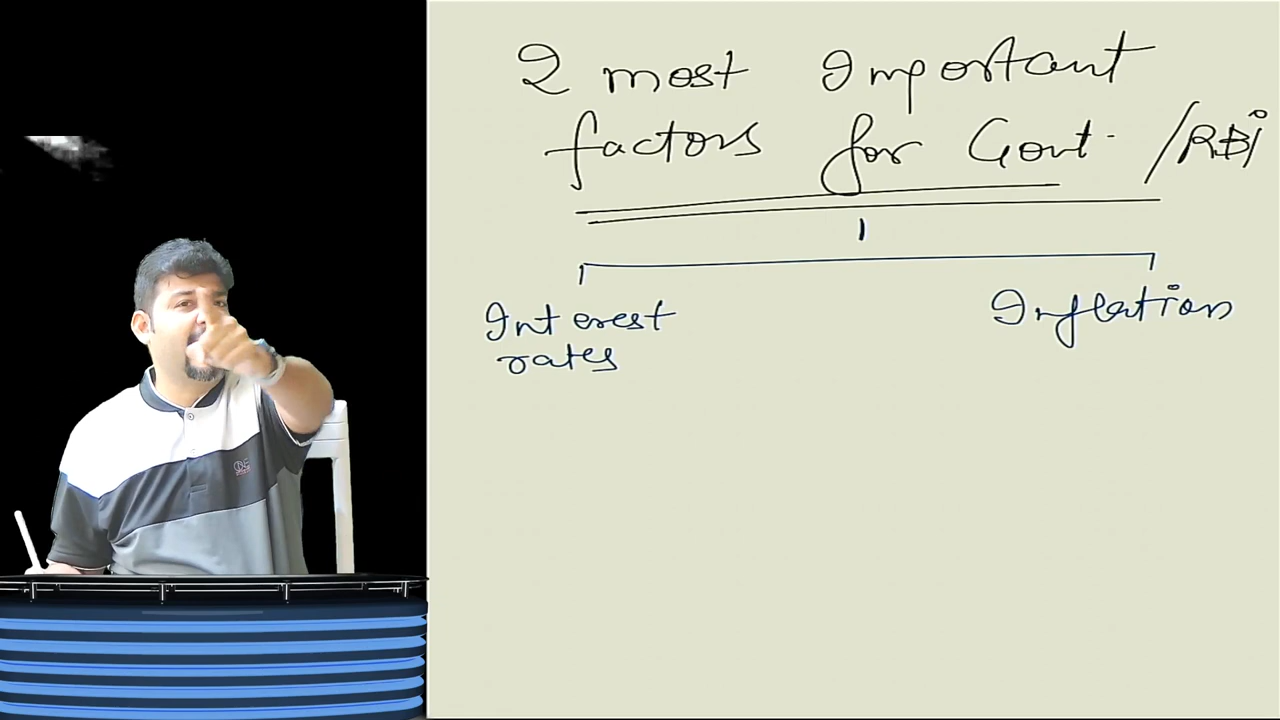 2 most Important
factors for Govt. /RBI
Interest
rates
Inflation